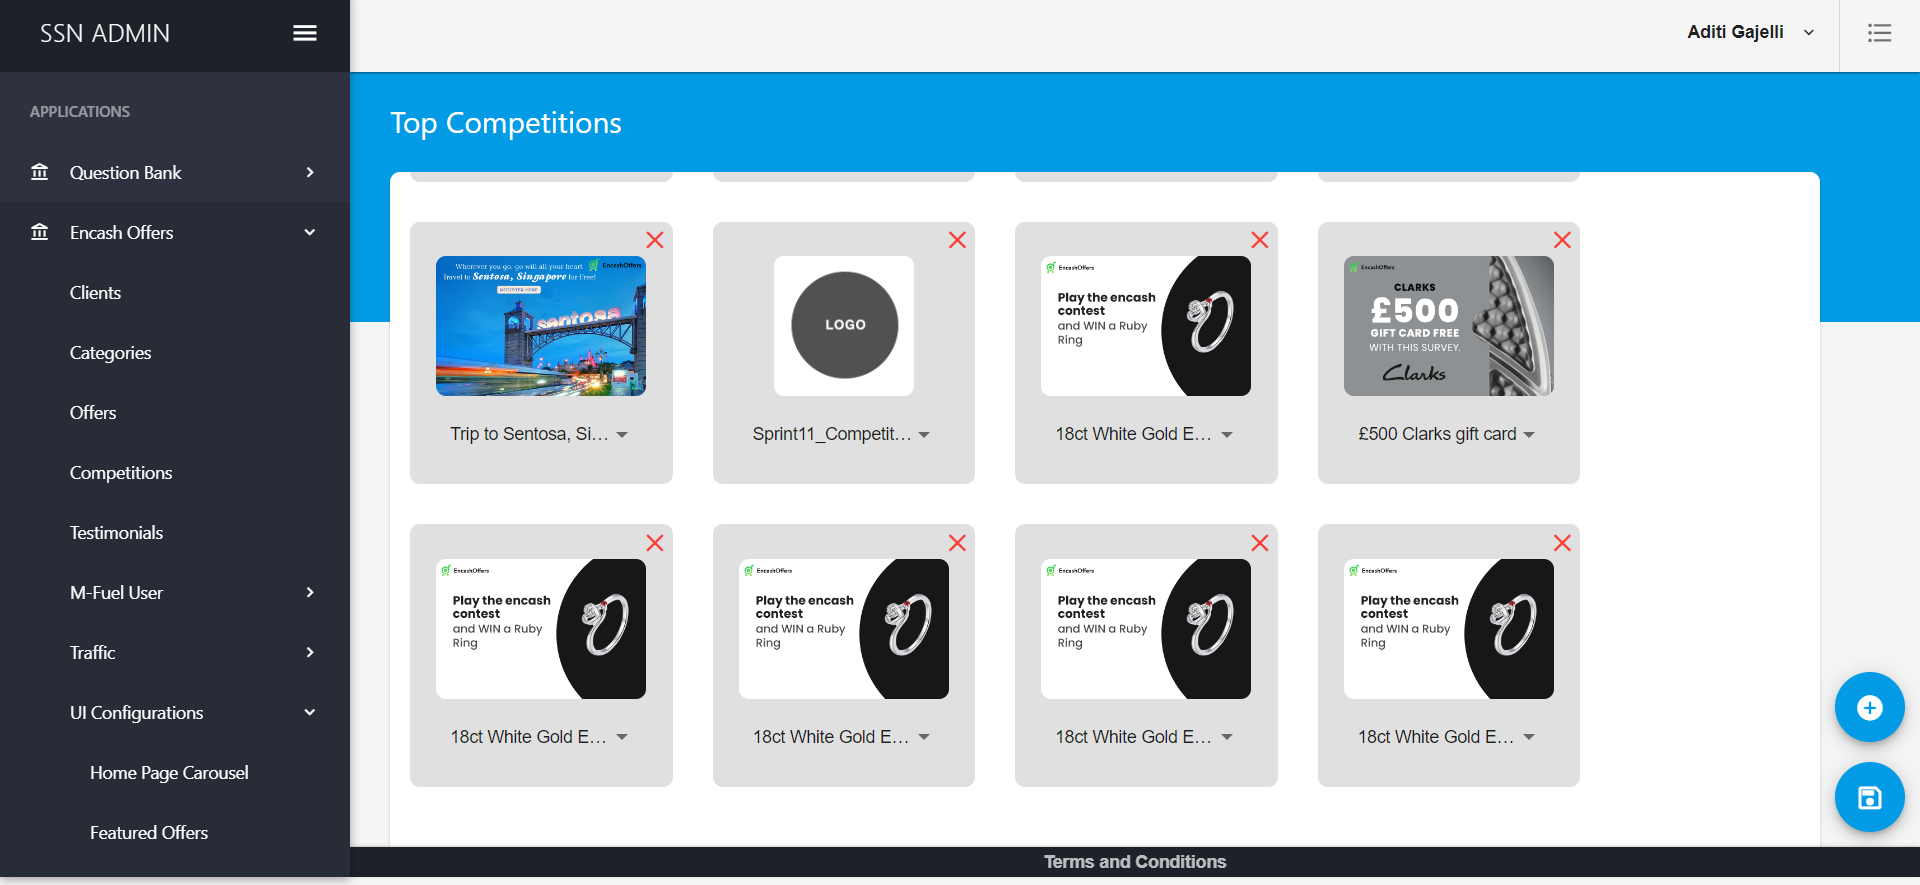 SSN ADMIN
Aditi Gajelli
APPLICATIONS
Question Bank
Encash Offers
Clients
Categories
Offers
Competitions
Testimonials
M-Fuel User
Traffic
UI Configurations
Home Page Carousel
Featured Offers
Top Competitions
Wherever you go, go will all your heart
EncashOffers
Travel to Sentosa, Singapore for Free!
REGISTER HERE
sentosa
Trip to Sentosa, Si...
LOGO
Sprint11_Competit...
EncashOffers
Play the encash
contest
and WIN a Ruby
Ring
18ct White Gold E...
EncashOffers
CLARKS
£500
GIFT CARD FREE
WITH THIS SURVEY.
Clarks
£500 Clarks gift card
EncashOffers
Play the encash
contest
and WIN a Ruby
Ring
18ct White Gold E...
EncashOffers
Play the encash
contest
and WIN a Ruby
Ring
18ct White Gold E...
EncashOffers
Play the encash
contest
and WIN a Ruby
Ring
18ct White Gold E...
EncashOffers
Play the encash
contest
and WIN a Ruby
Ring
18ct White Gold E...
Terms and Conditions